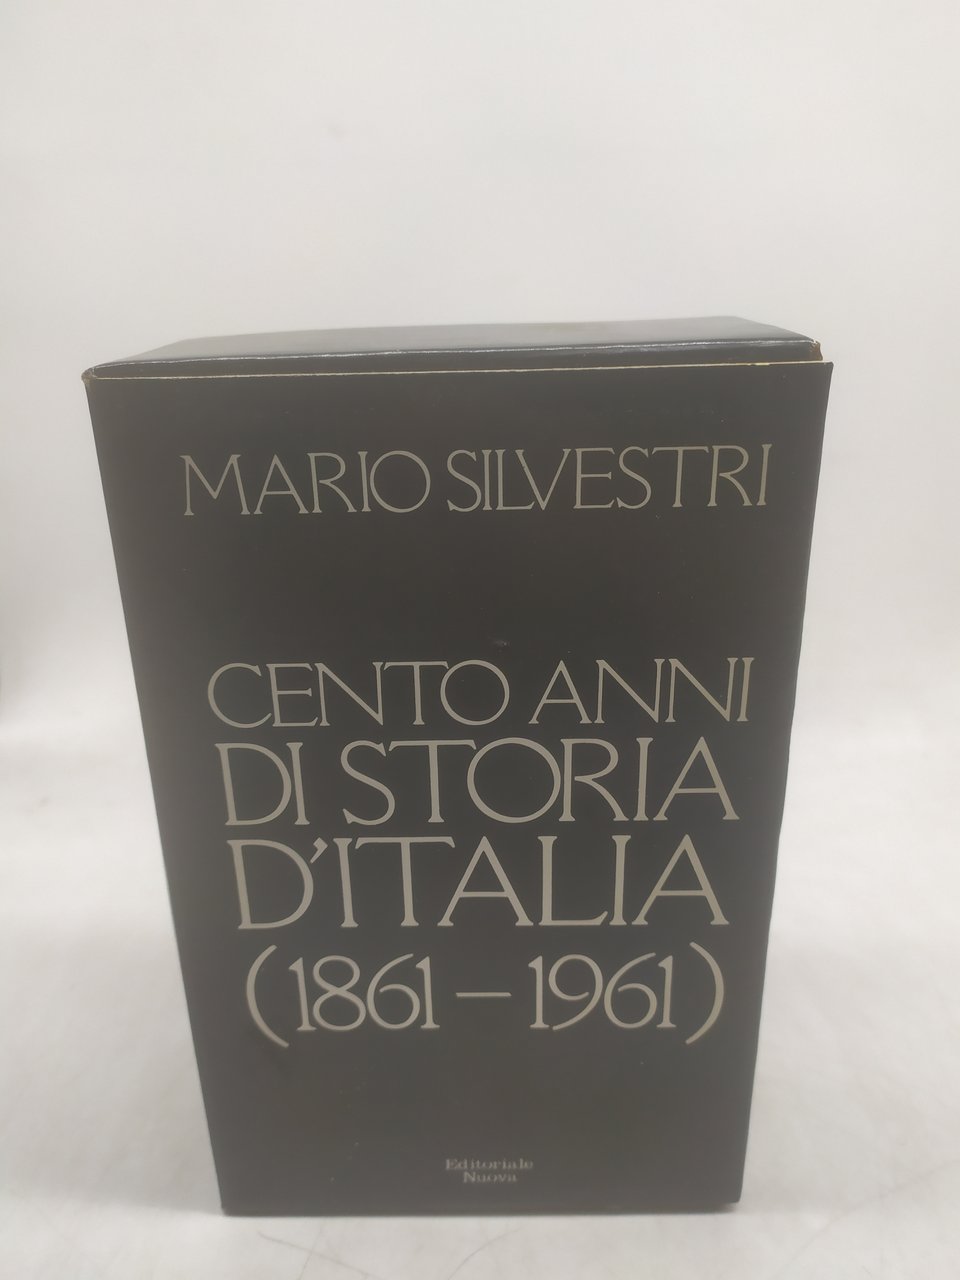 MARIO SILVESTRI
CENTO ANNI
DI STORIA
D'ITALIA
(1861–1961)
Editoriale
Nuova